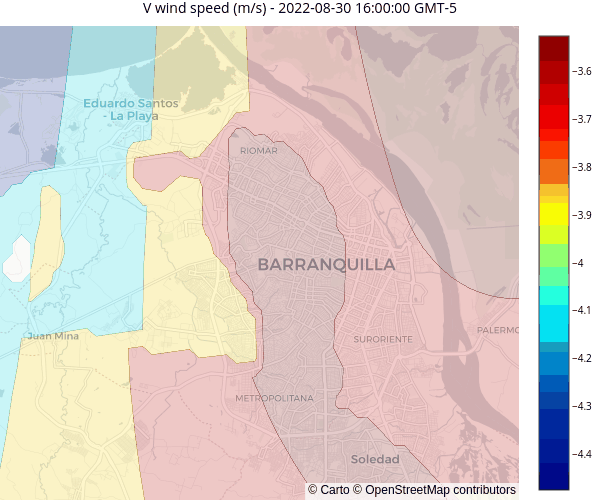 V wind speed (m/s) - 2022-08-30 16:00:00 GMT-5
Eduardo Santos
- La Playa
RIOMAR
BARRANQUILLA
Juan Mina
SURORIENTE
PALERMO
METROPOLITANA
Soledad
© Carto © OpenStreetMap contributors
−3.6
−3.7
−3.8
−3.9
−4
−4.1
−4.2
−4.3
−4.4